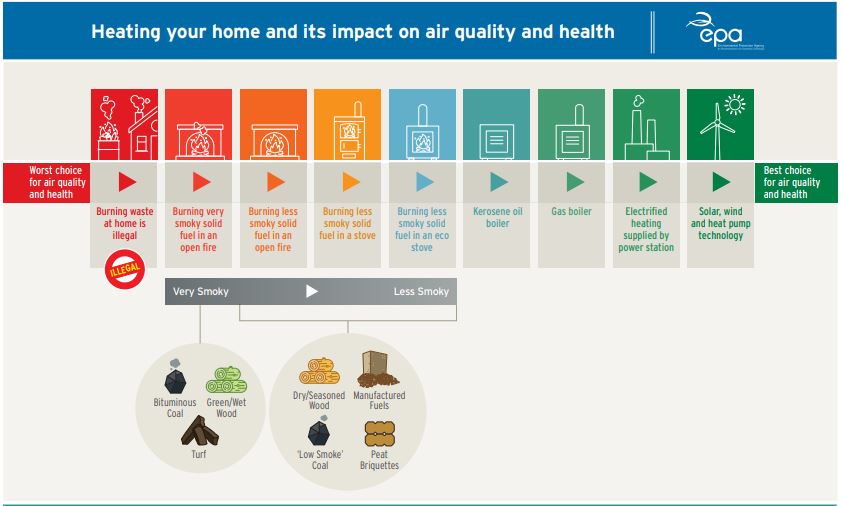 Heating your home and its impact on air quality and health
epa
Environmental Protection Agency
Worst choice
for air quality
and health
Best choice
for air quality
and health
Burning waste
at home is
illegal
ILLEGAL
Burning very
smoky solid
fuel in an
open fire
Burning less
smoky solid
fuel in an
open fire
Burning less
smoky solid
fuel in a stove
Burning less
smoky solid
fuel in an eco
stove
Kerosene oil
boiler
Gas boiler
Electrified
heating
supplied by
power station
Solar, wind
and heat pump
technology
Very Smoky
Less Smoky
Bituminous
Coal
Green/Wet
Wood
Turf
Dry/Seasoned
Wood
Manufactured
Fuels
'Low Smoke'
Coal
Peat
Briquettes